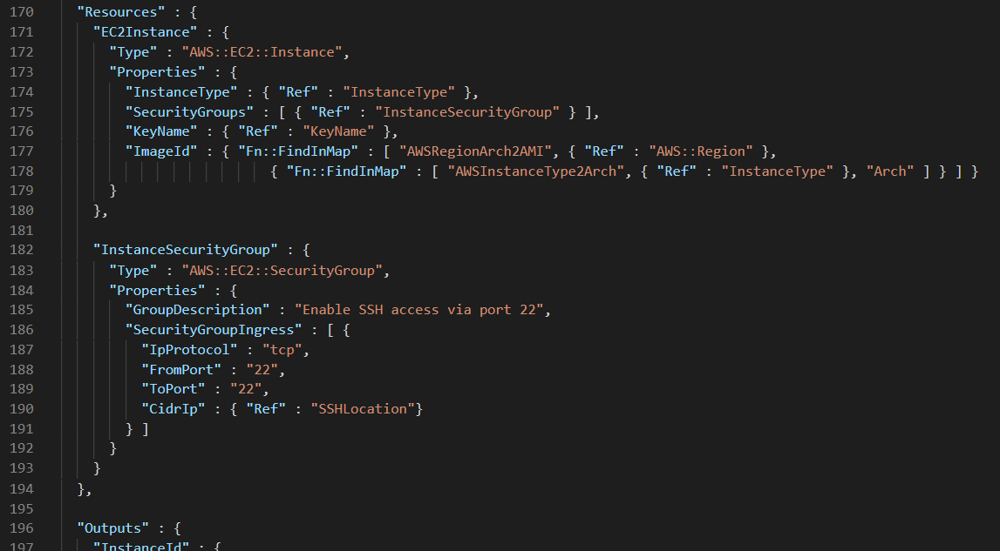 170 "Resources" : {
171 "EC2Instance" : {
172 "Type" : "AWS::EC2::Instance",
173 "Properties" : {
174 "InstanceType" : { "Ref" : "InstanceType" },
175 "SecurityGroups" : [ { "Ref" : "InstanceSecurityGroup" } ],
176 "KeyName" : { "Ref" : "KeyName" },
177 "ImageId" : { "Fn::FindInMap" : [ "AWSRegionArch2AMI", { "Ref" : "AWS::Region" },
178 { "Fn::FindInMap" : [ "AWSInstanceType2Arch", { "Ref" : "InstanceType" }, "Arch" ] } ] }
179 }
180 },
181
182 "InstanceSecurityGroup" : {
183 "Type" : "AWS::EC2::SecurityGroup",
184 "Properties" : {
185 "GroupDescription" : "Enable SSH access via port 22",
186 "SecurityGroupIngress" : [ {
187 "IpProtocol" : "tcp",
188 "FromPort" : "22",
189 "ToPort" : "22",
190 "CidrIp" : { "Ref" : "SSHLocation"}
191 } ]
192 }
193 }
194 },
195
196 "Outputs" : {
197 "InstanceId" : {